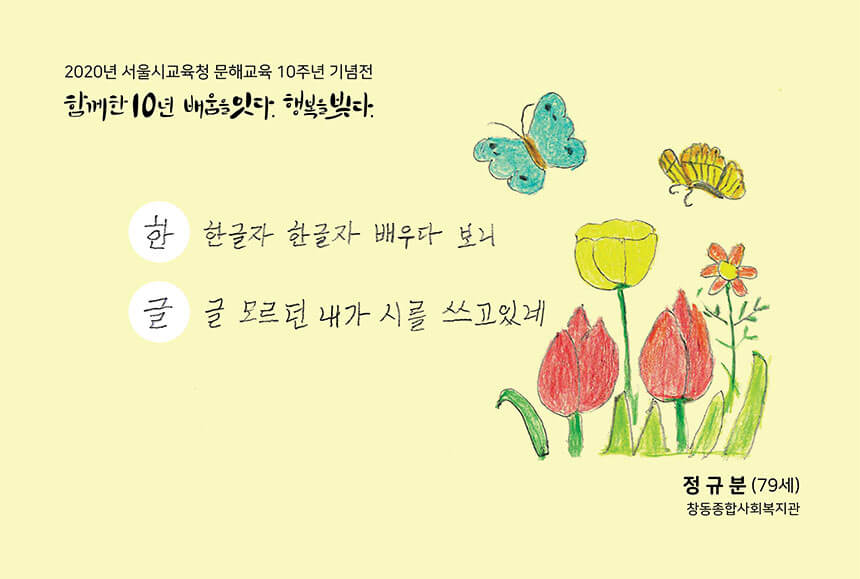 2020년 서울시교육청 문해교육 10주년 기념전
함께한 10년 배움을 잇다. 행복을 빚다.
한 한글자 한글자 배우다 보니
글 글 모르던 내가 시를 쓰고있네
정규분 (79세)
창동종합사회복지관